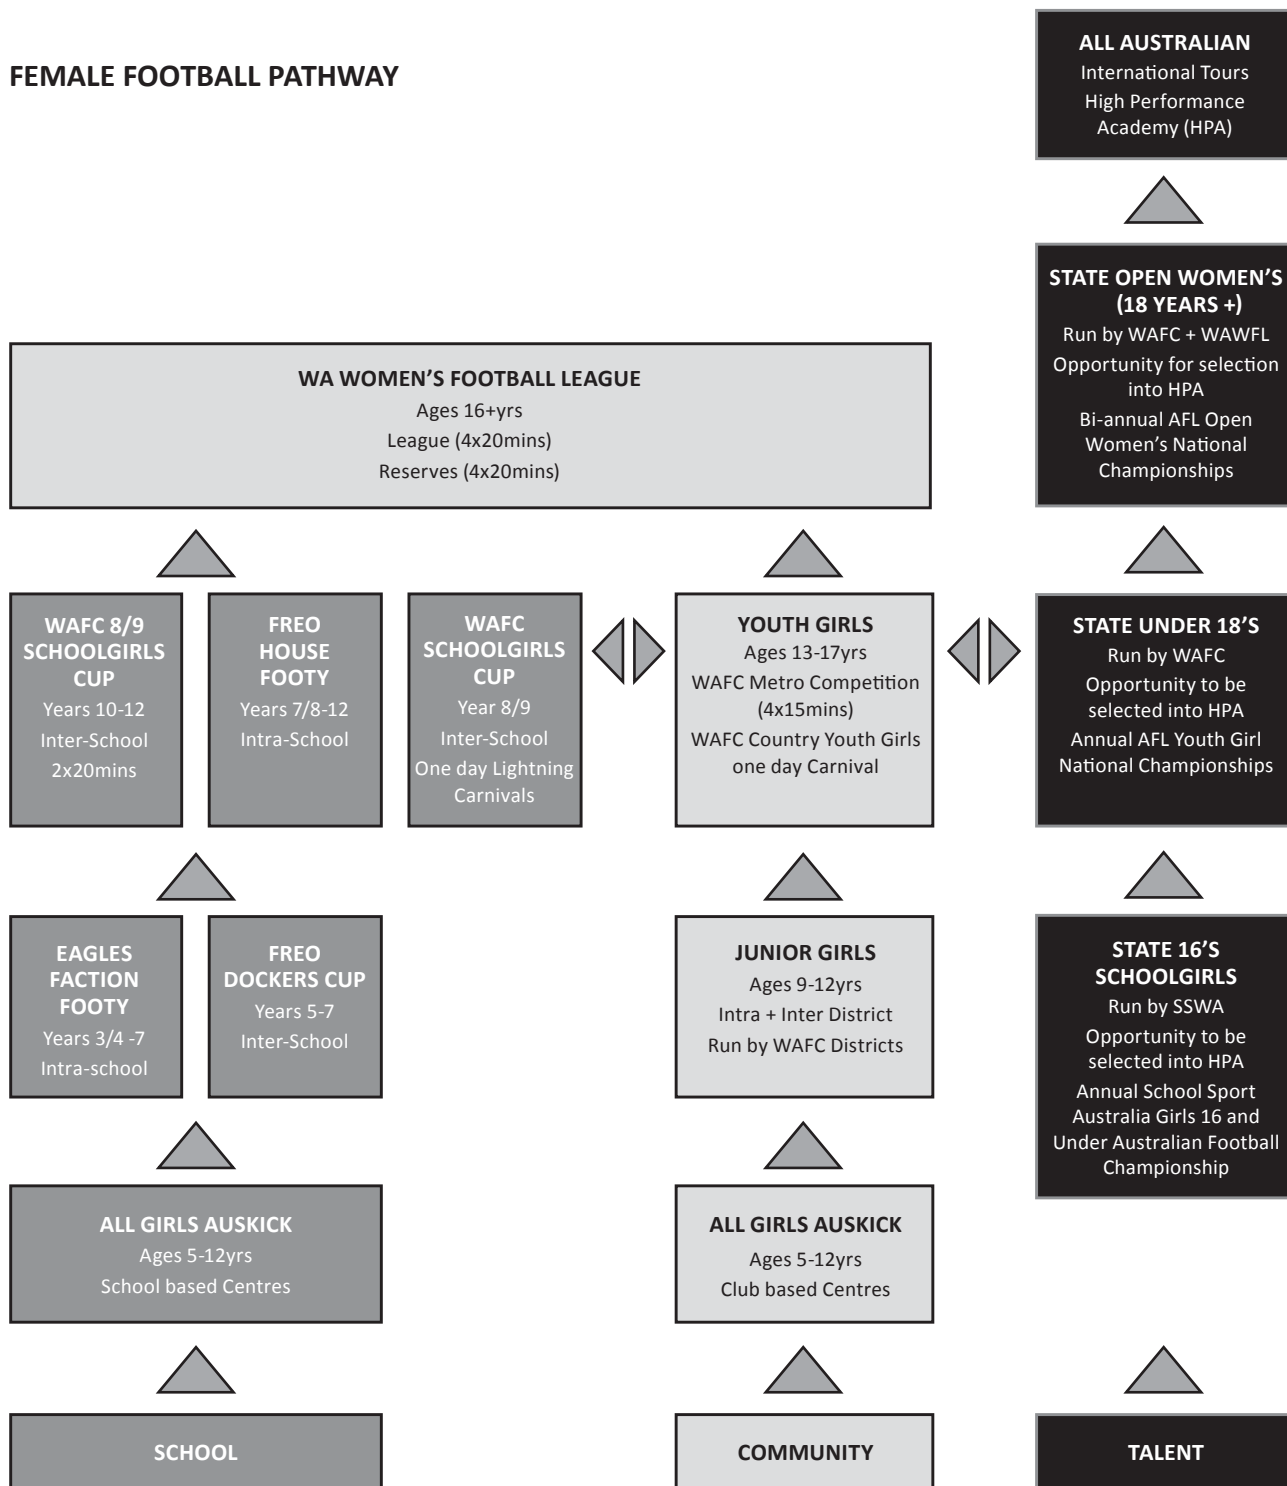 FEMALE FOOTBALL PATHWAY
ALL AUSTRALIAN
International Tours
High Performance
Academy (HPA)
STATE OPEN WOMEN'S
(18 YEARS +)
Run by WAFC + WAWFL
Opportunity for selection
into HPA
Bi-annual AFL Open
Women's National
Championships
WA WOMEN'S FOOTBALL LEAGUE
Ages 16+yrs
League (4x20mins)
Reserves (4x20mins)
WAFC 8/9
SCHOOLGIRLS
CUP
Years 10-12
Inter-School
2x20mins
FREO
HOUSE
FOOTY
Years 7/8-12
Intra-School
WAFC
SCHOOLGIRLS
CUP
Year 8/9
Inter-School
One day Lightning
Carnivals
YOUTH GIRLS
Ages 13-17yrs
WAFC Metro Competition
(4x15mins)
WAFC Country Youth Girls
one day Carnival
STATE UNDER 18'S
Run by WAFC
Opportunity to be
selected into HPA
Annual AFL Youth Girl
National Championships
EAGLES
FACTION
FOOTY
Years 3/4 -7
Intra-school
FREO
DOCKERS CUP
Years 5-7
Inter-School
JUNIOR GIRLS
Ages 9-12yrs
Intra + Inter District
Run by WAFC Districts
STATE 16'S
SCHOOLGIRLS
Run by SSWA
Opportunity to be
selected into HPA
Annual School Sport
Australia Girls 16 and
Under Australian Football
Championship
ALL GIRLS AUSKICK
Ages 5-12yrs
School based Centres
ALL GIRLS AUSKICK
Ages 5-12yrs
Club based Centres
SCHOOL
COMMUNITY
TALENT